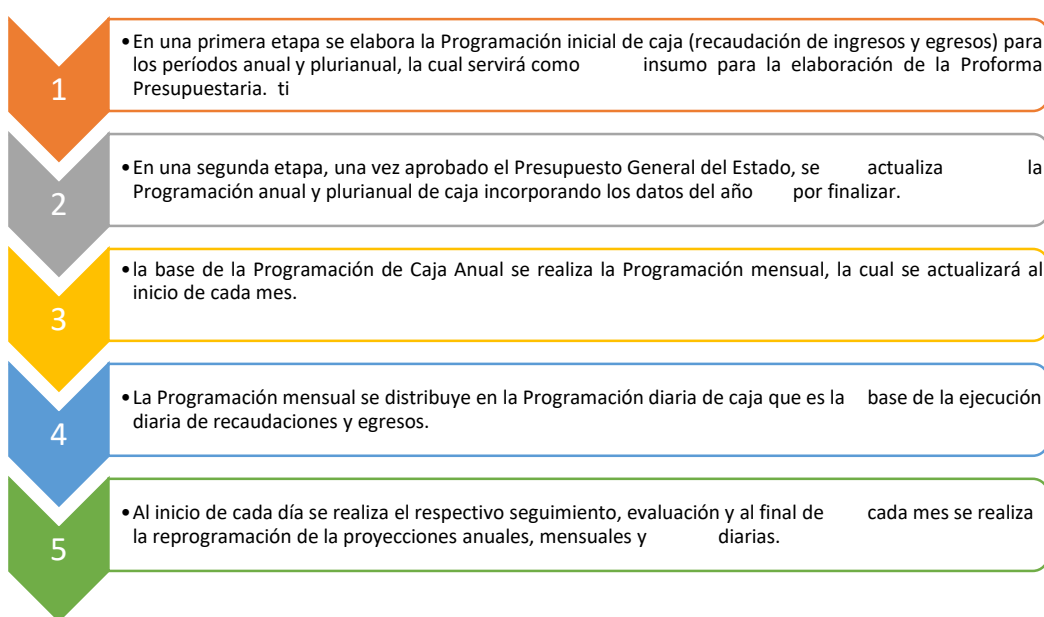 1
• En una primera etapa se elabora la Programación inicial de caja (recaudación de ingresos y egresos) para
los períodos anual y plurianual, la cual servirá como insumo para la elaboración de la Proforma
Presupuestaria. ti
2
• En una segunda etapa, una vez aprobado el Presupuesto General del Estado, se actualiza la
Programación anual y plurianual de caja incorporando los datos del año por finalizar.
3
• la base de la Programación de Caja Anual se realiza la Programación mensual, la cual se actualizará al
inicio de cada mes.
4
• La Programación mensual se distribuye en la Programación diaria de caja que es la base de la ejecución
diaria de recaudaciones y egresos.
5
• Al inicio de cada día se realiza el respectivo seguimiento, evaluación y al final de cada mes se realiza
la reprogramación de la proyecciones anuales, mensuales y diarias.